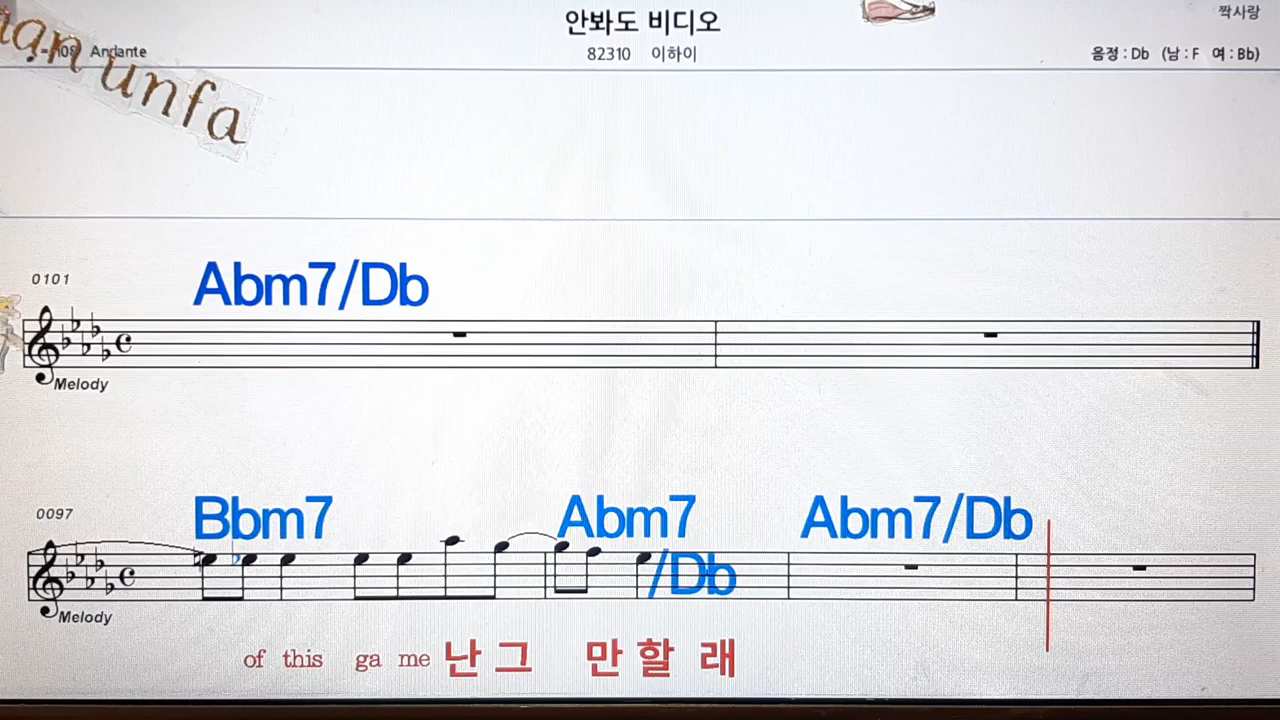 안봐도 비디오
짝사랑
108 Andante
82310 이하이
음정 : Db (남 : F 여 : Bb)
unfa
0101
Abm7/Db
Melody
0097
Bbm7 Abm7/Db Abm7/Db
Melody
of this ga me 난 그 만 할 래